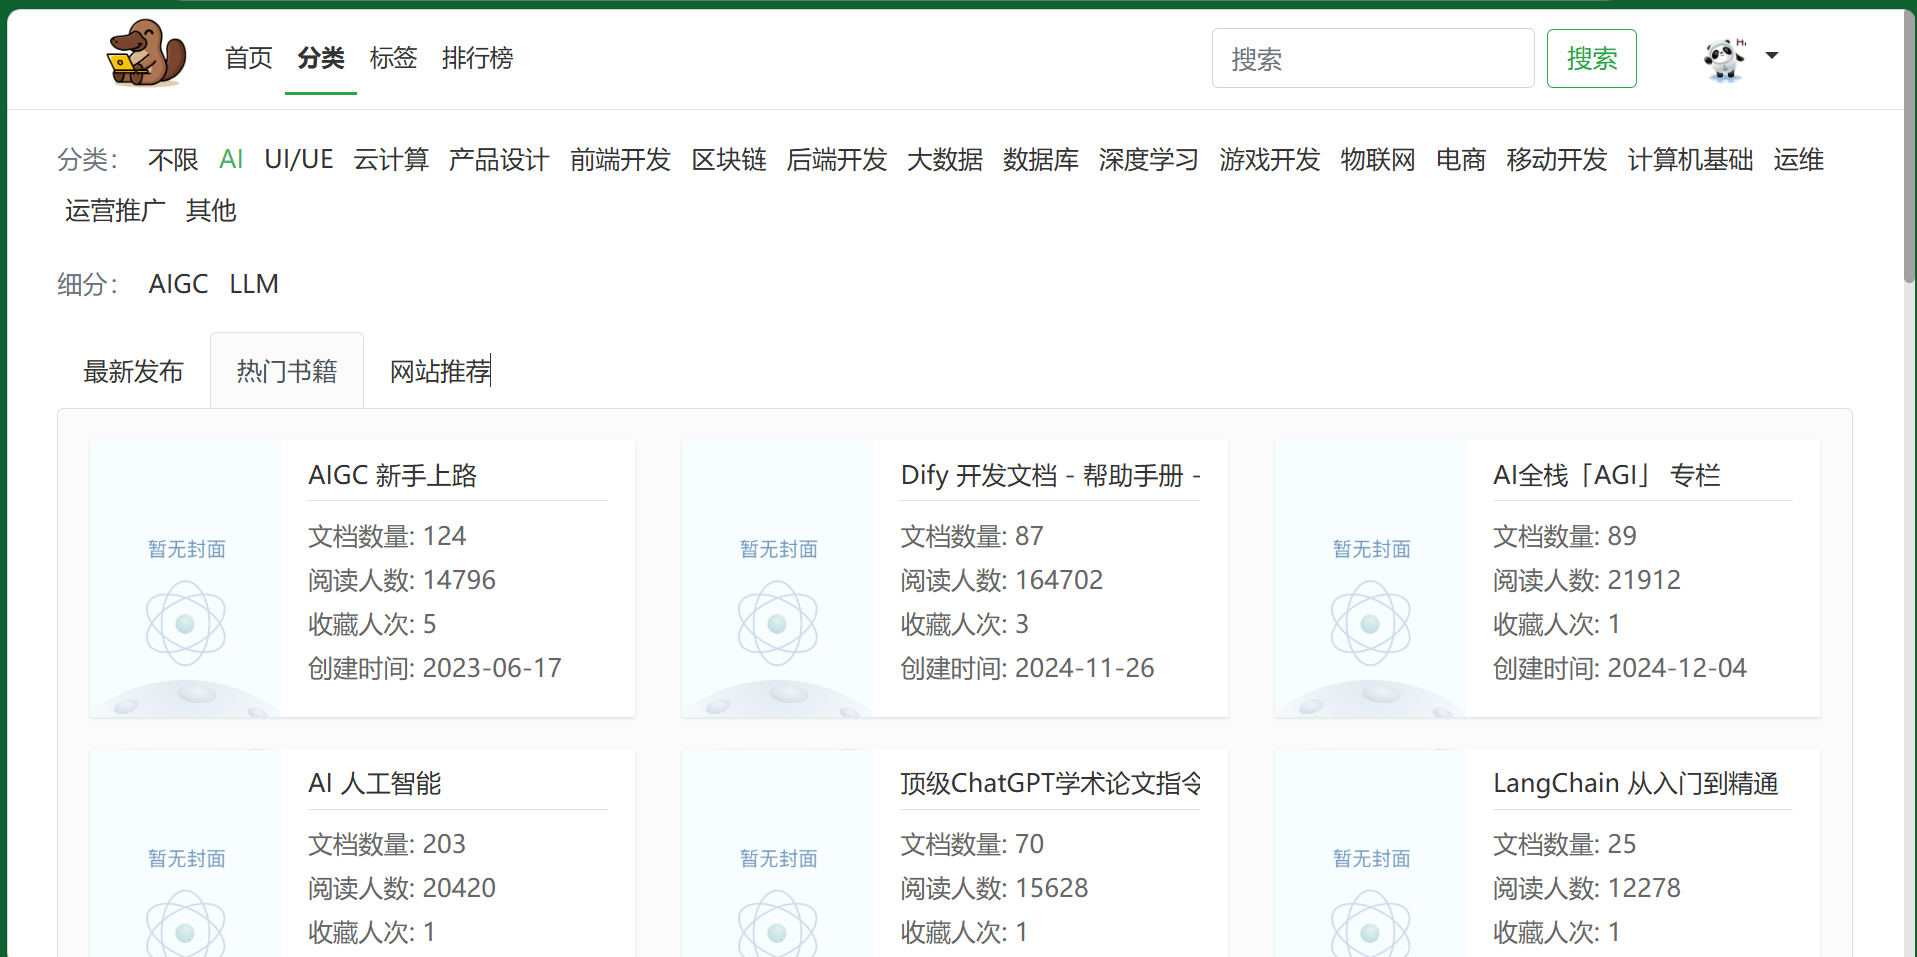 首页 分类 标签 排行榜 搜索 搜索
分类： 不限 AI UI/UE 云计算 产品设计 前端开发 区块链 后端开发 大数据 数据库 深度学习 游戏开发 物联网 电商 移动开发 计算机基础 运维
运营推广 其他
细分： AIGC LLM
最新发布 热门书籍 网站推荐
AIGC 新手上路
暂无封面
文档数量: 124
阅读人数: 14796
收藏人次: 5
创建时间: 2023-06-17
Dify 开发文档 - 帮助手册 -
暂无封面
文档数量: 87
阅读人数: 164702
收藏人次: 3
创建时间: 2024-11-26
AI全栈「AGI」 专栏
暂无封面
文档数量: 89
阅读人数: 21912
收藏人次: 1
创建时间: 2024-12-04
AI 人工智能
暂无封面
文档数量: 203
阅读人数: 20420
收藏人次: 1
顶级ChatGPT学术论文指令
暂无封面
文档数量: 70
阅读人数: 15628
收藏人次: 1
LangChain 从入门到精通
暂无封面
文档数量: 25
阅读人数: 12278
收藏人次: 1